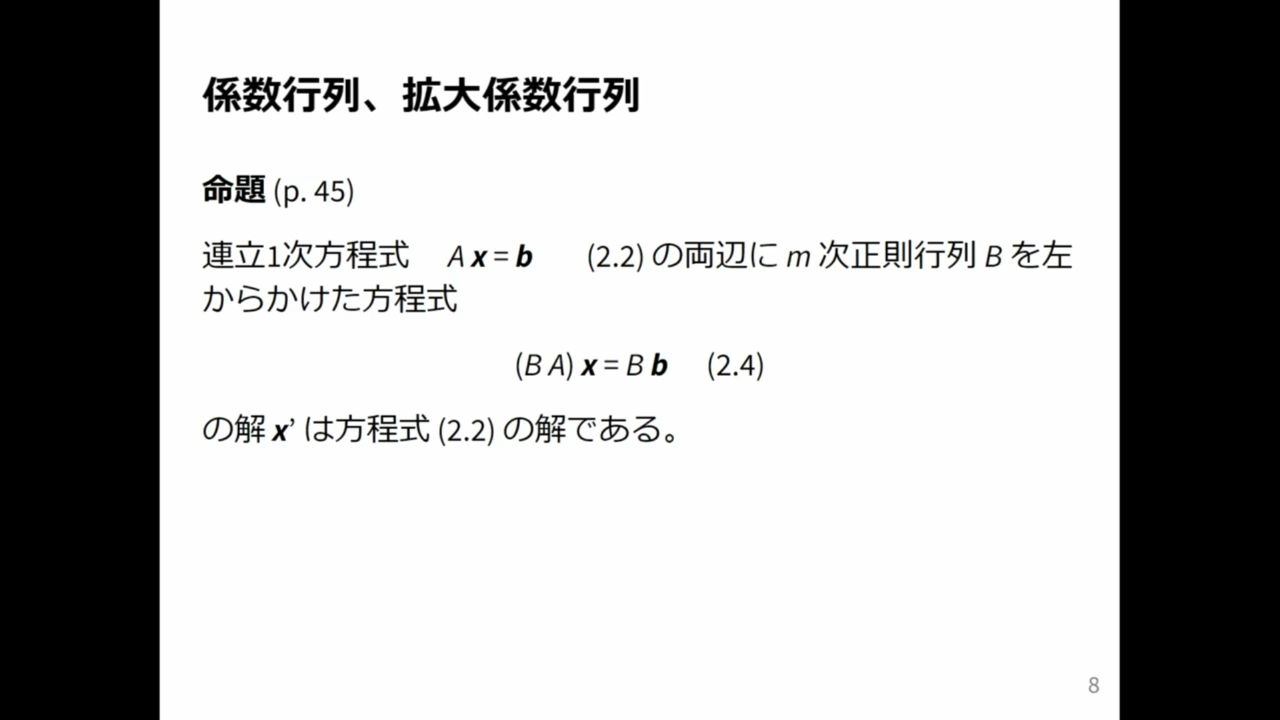 係数行列、拡大係数行列
命題 (p. 45)
連立1次方程式 A x = b (2.2) の両辺に m 次正則行列 B を左
からかけた方程式
(B A) x = B b (2.4)
の解 x’ は方程式 (2.2) の解である。
8